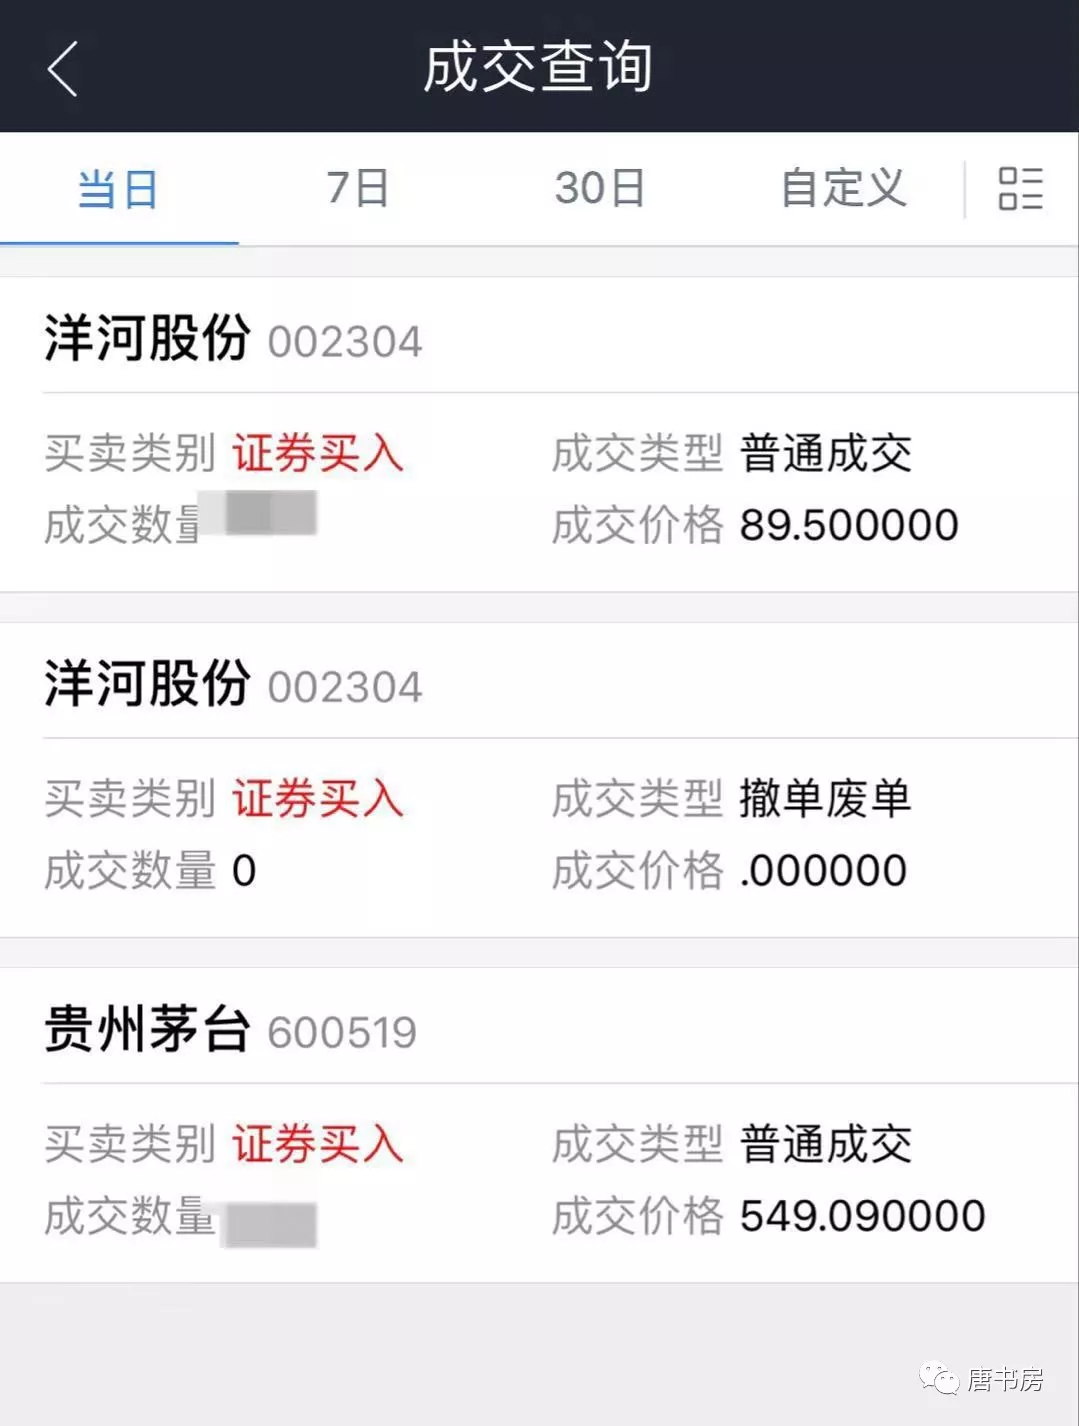 成交查询
当日 7日 30日 自定义
洋河股份 002304
买卖类别 证券买入 成交类型 普通成交
成交数量 成交价格 89.500000
洋河股份 002304
买卖类别 证券买入 成交类型 撤单废单
成交数量 0 成交价格 .000000
贵州茅台 600519
买卖类别 证券买入 成交类型 普通成交
成交数量 成交价格 549.090000
唐书房